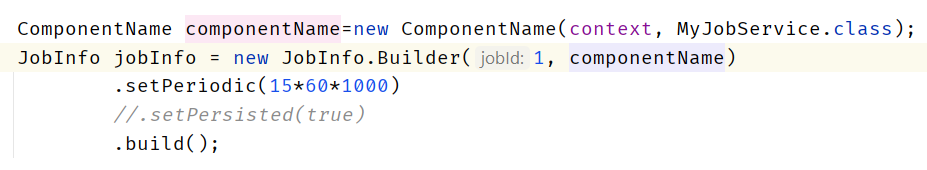 ComponentName componentName=new ComponentName(context, MyJobService.class);
JobInfo jobInfo = new JobInfo.Builder( jobId: 1, componentName)
        .setPeriodic(15*60*1000)
        //.setPersisted(true)
        .build();